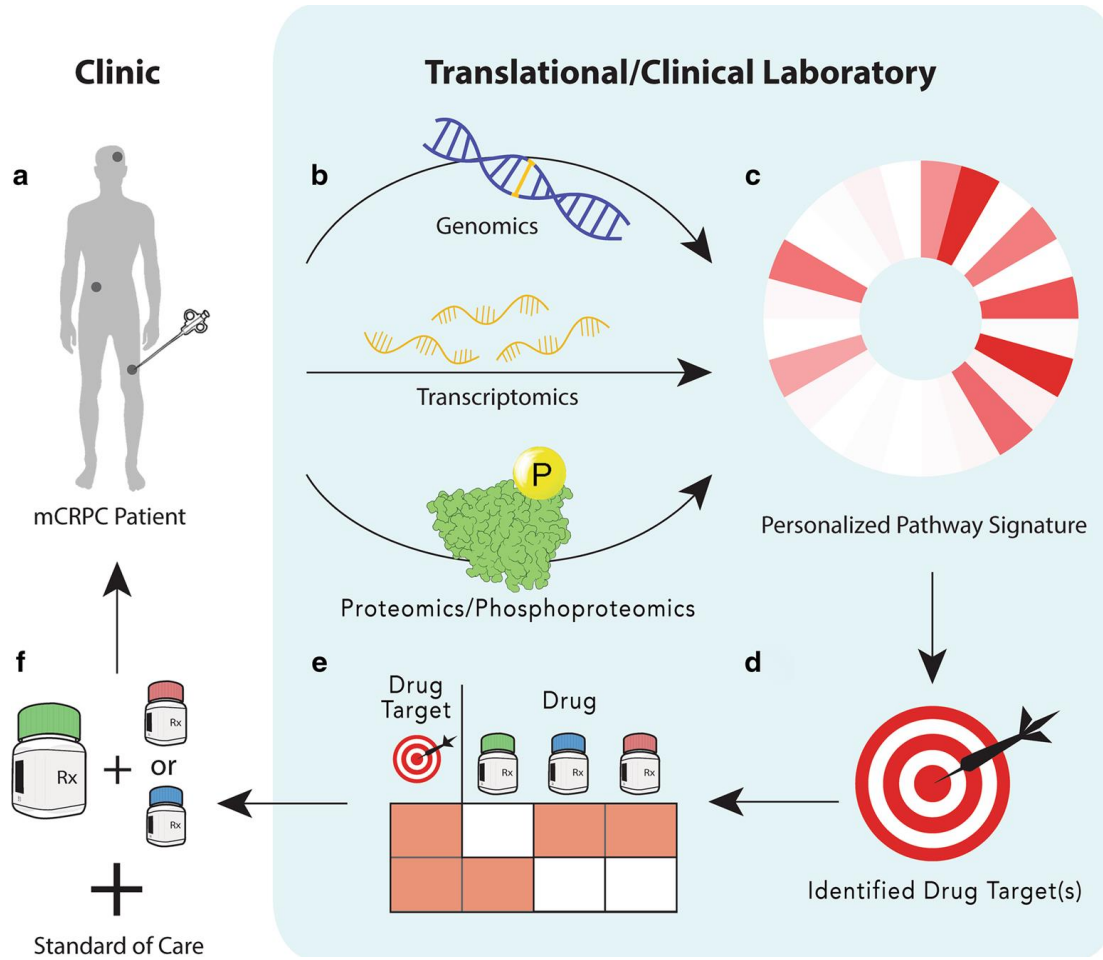 Clinic
Translational/Clinical Laboratory
a
b
c
Genomics
Transcriptomics
P
mCRPC Patient
Personalized Pathway Signature
Proteomics/Phosphoproteomics
f
e
d
Drug
Target
Drug
Rx
Rx
+ or
Rx
Rx
Rx
Rx
+
Standard of Care
Identified Drug Target(s)